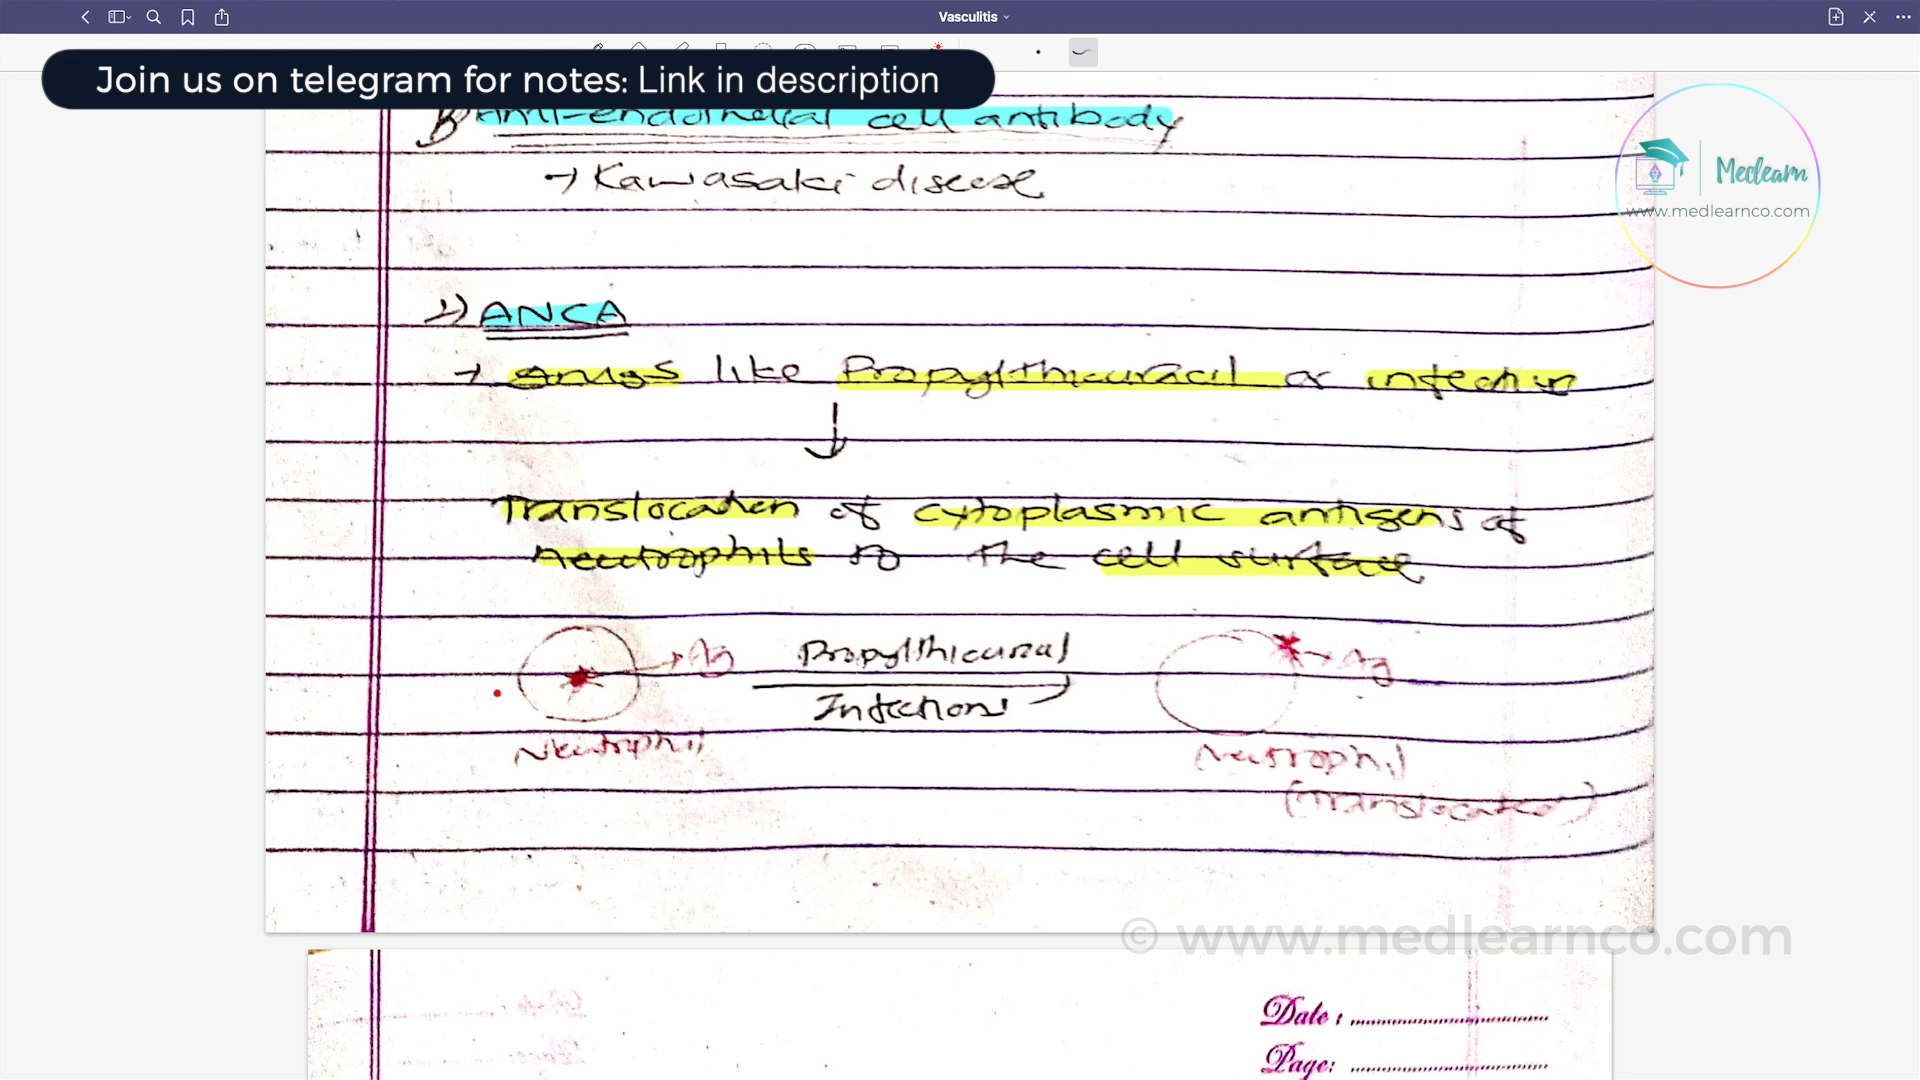 Vasculitis
Join us on telegram for notes: Link in description
B) Anti-endothelial cell antibody
→ Kawasaki disease
Medlearn
www.medlearnco.com
2) ANCA
→ drugs like Propylthiouracil or infection
↓
Translocation of cytoplasmic antigens of
Neutrophils to the cell surface
→ Ag
Propylthiouracil
Infections
→ Ag
Neutrophil
Neutrophil
(Translocated)
© www.medlearnco.com
Date :
Page: